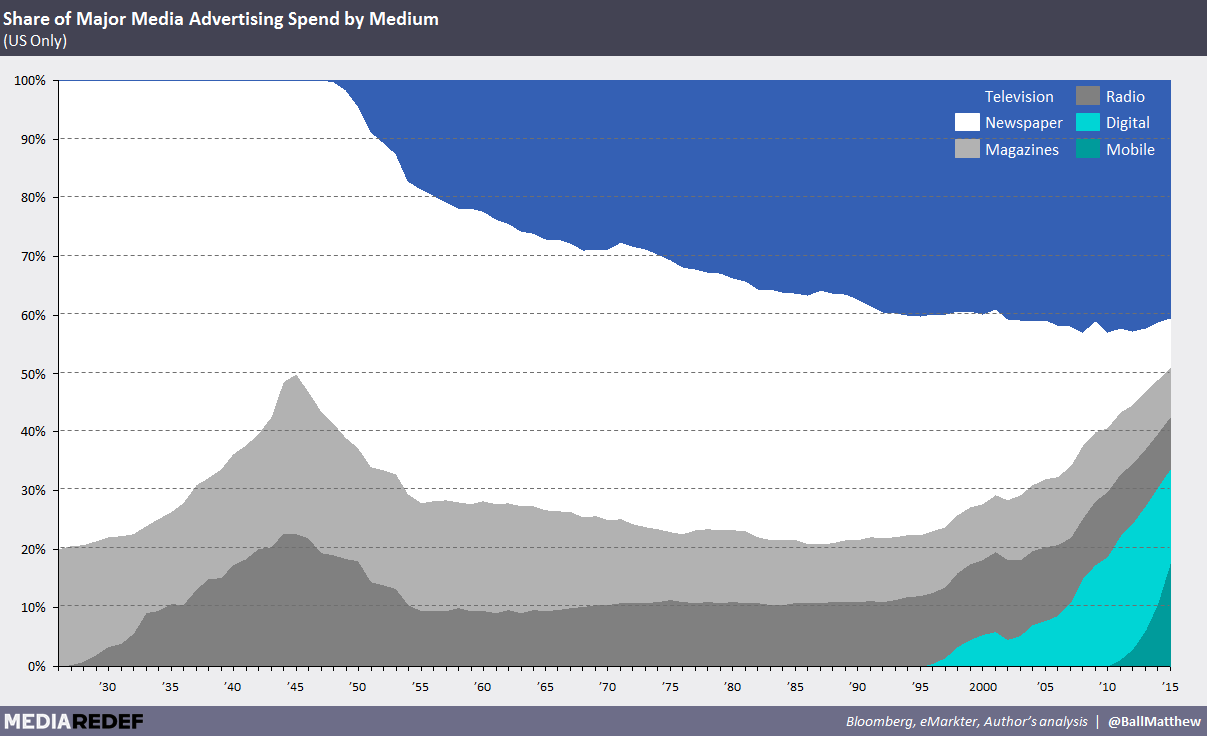 Share of Major Media Advertising Spend by Medium
(US Only)
100%
90%
80%
70%
60%
50%
40%
30%
20%
10%
0%
Television
Radio
Newspaper
Digital
Magazines
Mobile
'30 '35 '40 '45 '50 '55 '60 '65 '70 '75 '80 '85 '90 '95 2000 '05 '10 '15
MEDIAREDEF
Bloomberg, eMarkter, Author's analysis | @BallMatthew